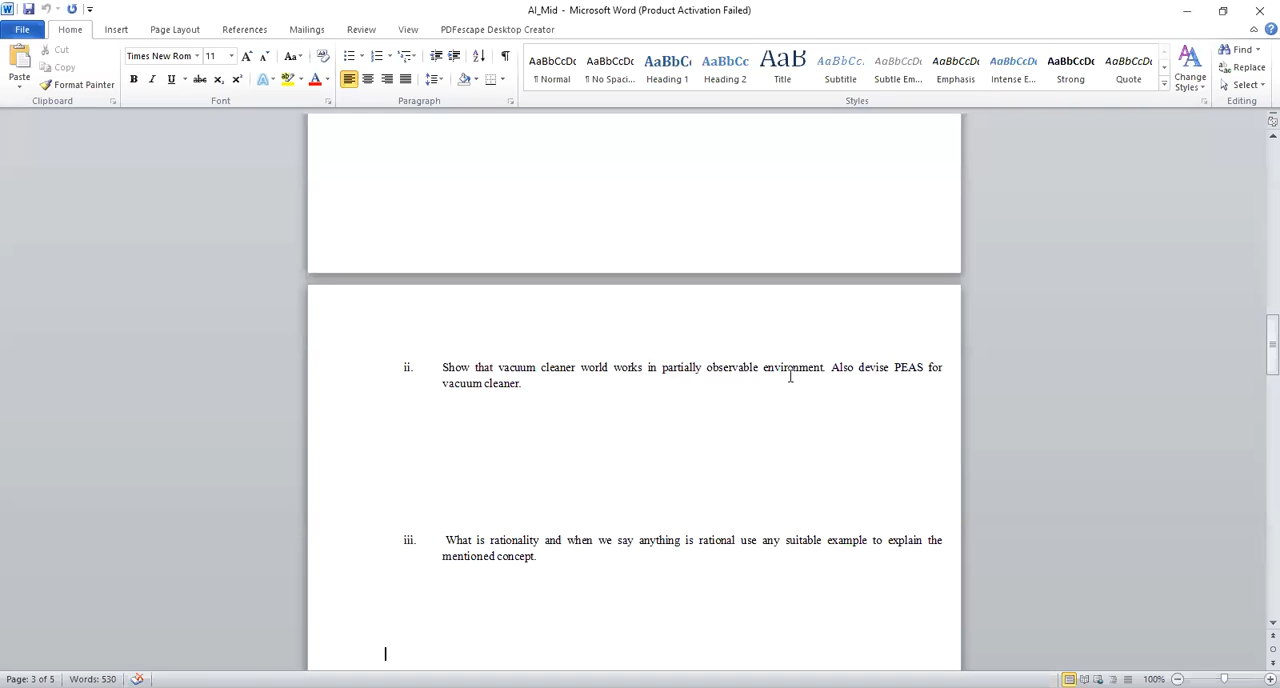 AI_Mid - Microsoft Word (Product Activation Failed)
File Home Insert Page Layout References Mailings Review View PDFescape Desktop Creator
Paste Cut Copy Format Painter
Clipboard
Times New Rom 11 A A Aa
B I U abc x x A A
Font
Paragraph
AaBbCcDc AaBbCcDc AaBbC AaBbCc AaB AaBbCc. AaBbCcDc AaBbCcDc AaBbCcDc AaBbCcDc AaBbCcDc
¶ Normal ¶ No Spaci... Heading 1 Heading 2 Title Subtitle Subtle Em... Emphasis Intense E... Strong Quote
Styles
Change Styles
Find
Replace
Select
Editing
ii. Show that vacuum cleaner world works in partially observable environment. Also devise PEAS for
vacuum cleaner.
iii. What is rationality and when we say anything is rational use any suitable example to explain the
mentioned concept.
Page: 3 of 5 Words: 530 100%